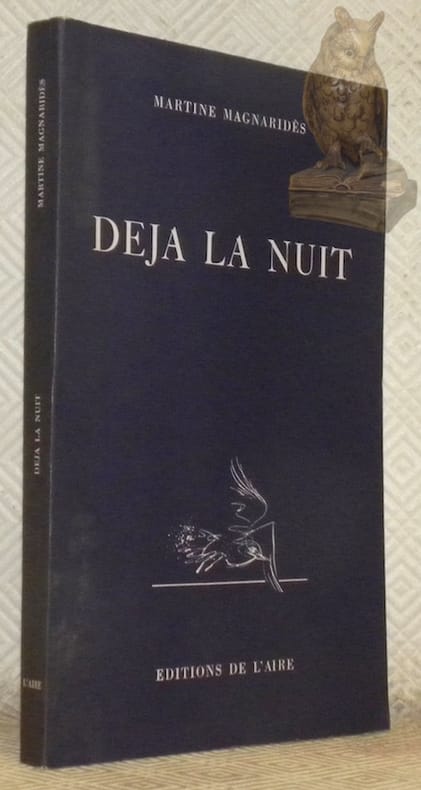 MARTINE MAGNARIDÈS
DEJA LA NUIT
EDITIONS DE L'AIRE
MARTINE MAGNARIDÈS
DEJA LA NUIT
L'AIRE